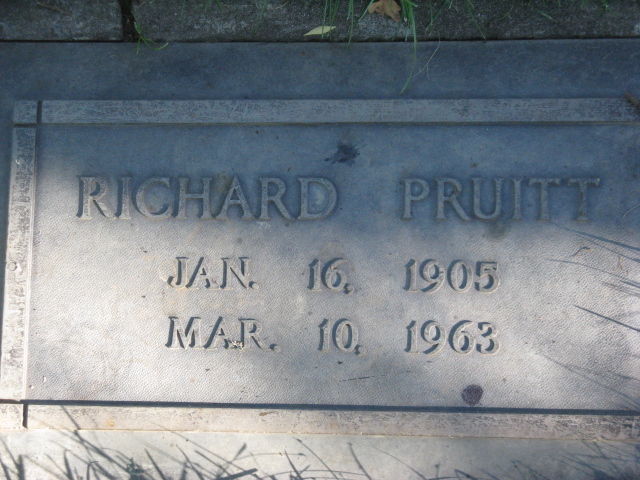 RICHARD PRUITT
JAN. 16, 1905
MAR. 10, 1963